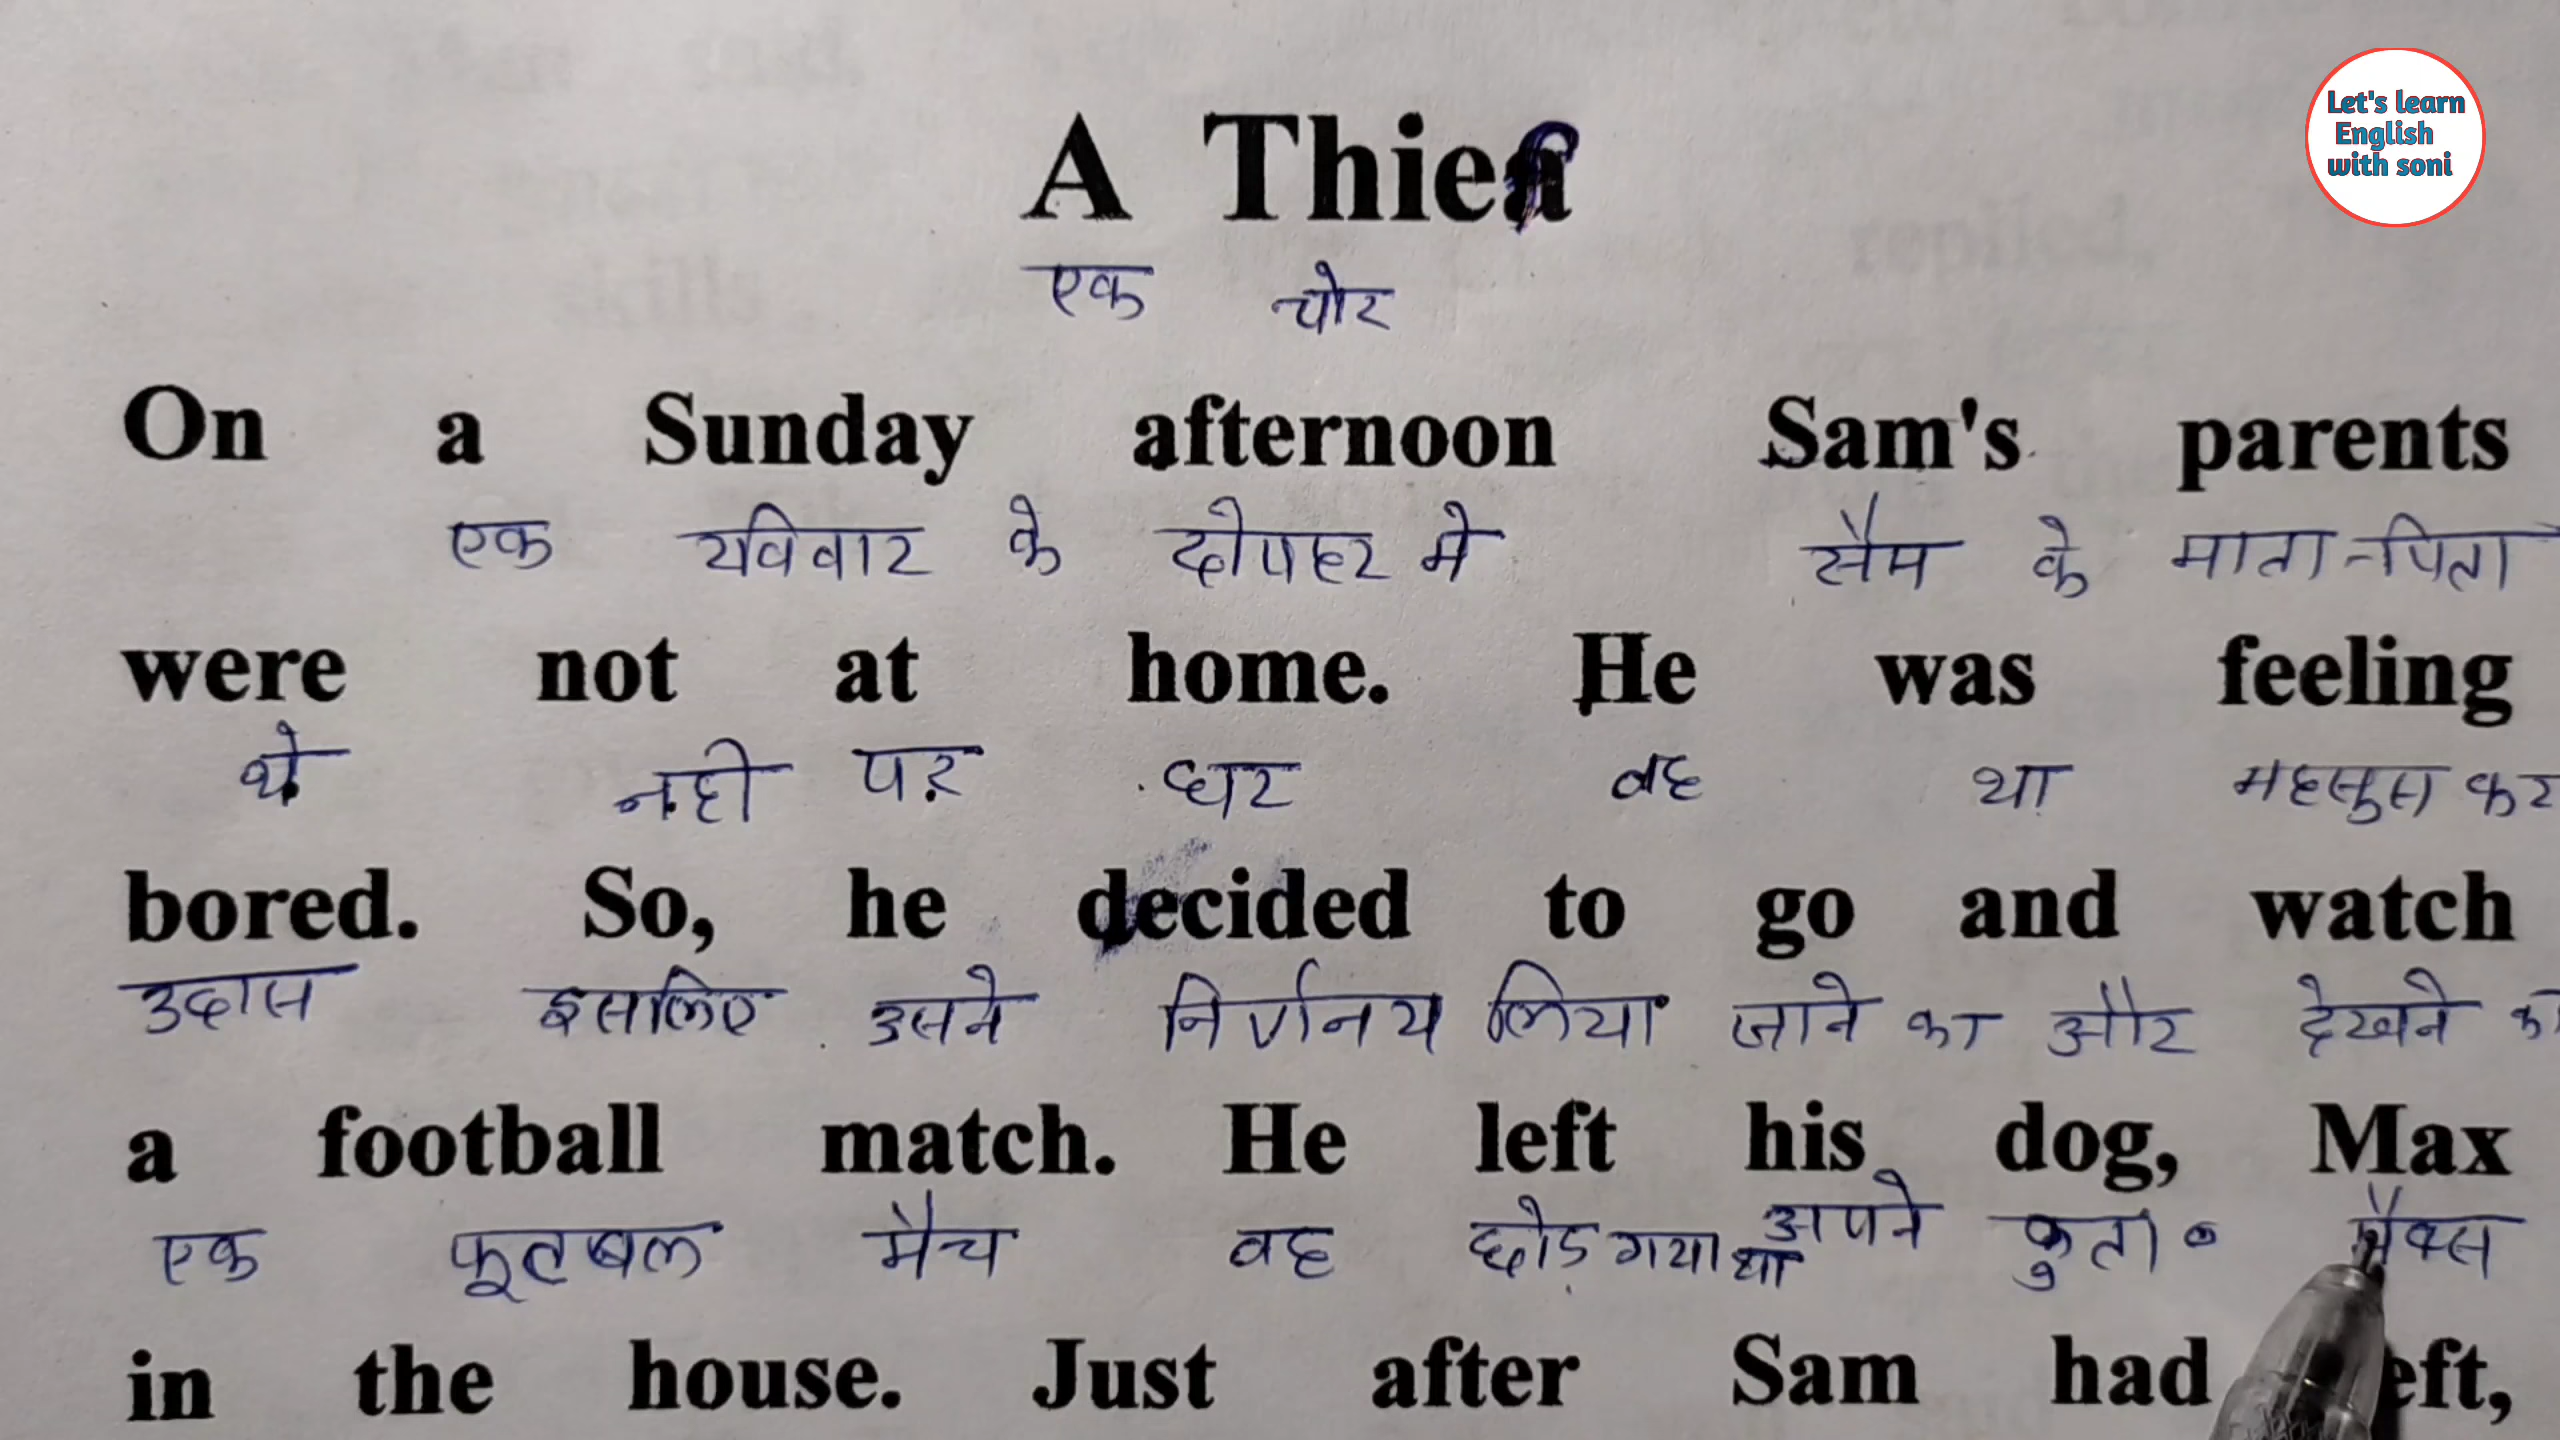 Let's learn
English
with soni
A Thief
एक चोर
On a Sunday afternoon Sam's parents
एक रविवार के दोपहर मे सैम के माता-पिता
were not at home. He was feeling
थे नही पर घर वह था महसुस कर
bored. So, he decided to go and watch
उदास इसलिए उसने निर्णनय लिया जाने का और देखने
a football match. He left his dog, Max
एक फूटबल मैच वह छोड़ गया था अपने कुता मैक्स
in the house. Just after Sam had eft,